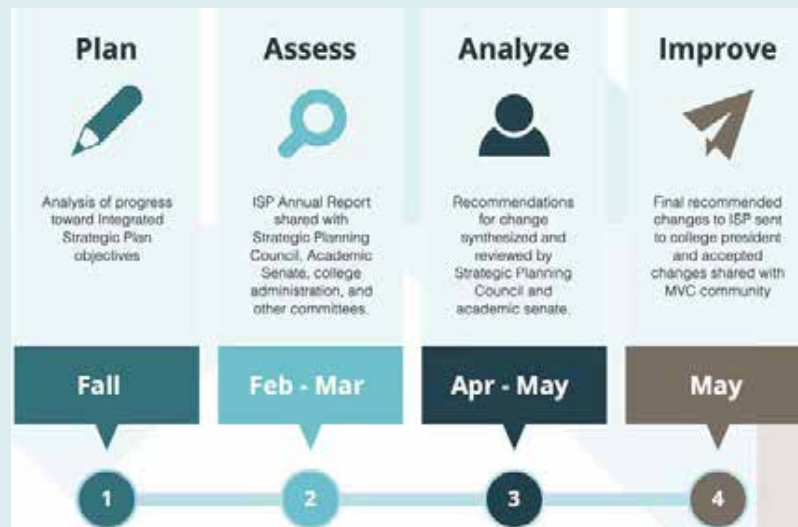 Plan
Analysis of progress
toward Integrated
Strategic Plan
objectives
Fall
1
Assess
ISP Annual Report
shared with
Strategic Planning
Council, Academic
Senate, college
administration, and
other committees.
Feb - Mar
2
Analyze
Recommendations
for change
synthesized and
reviewed by
Strategic Planning
Council and
academic senate.
Apr - May
3
Improve
Final recommended
changes to ISP sent
to college president
and accepted
changes shared with
MVC community
May
4